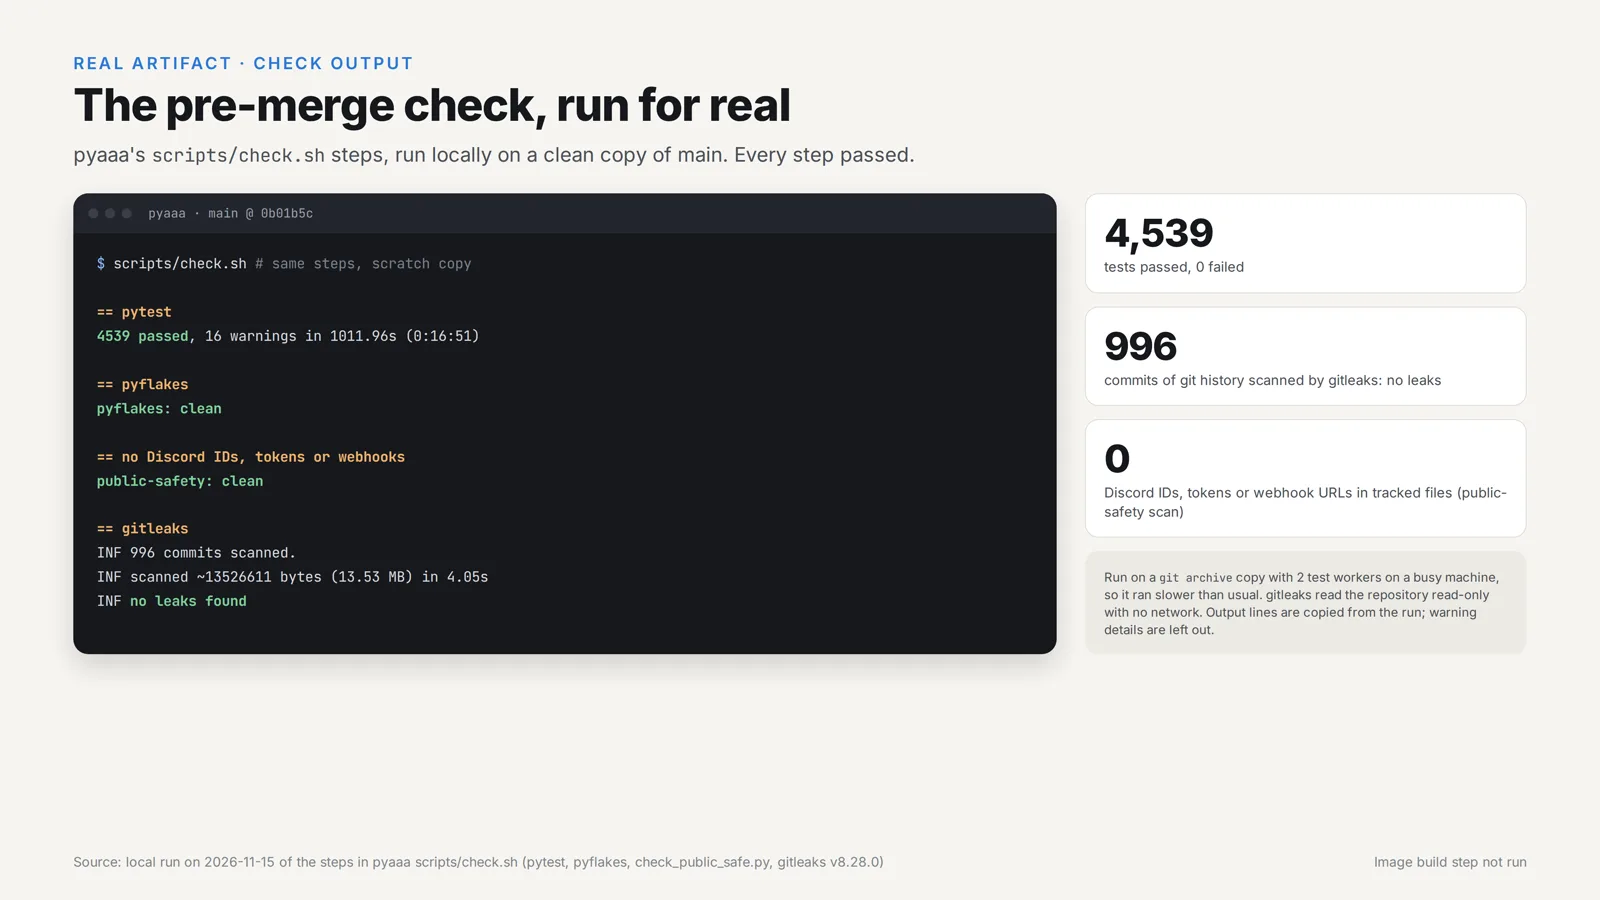 REAL ARTIFACT · CHECK OUTPUT
The pre-merge check, run for real
pyaaa's scripts/check.sh steps, run locally on a clean copy of main. Every step passed.
pyaaa · main @ 0b01b5c
$ scripts/check.sh # same steps, scratch copy
== pytest
4539 passed, 16 warnings in 1011.96s (0:16:51)
== pyflakes
pyflakes: clean
== no Discord IDs, tokens or webhooks
public-safety: clean
== gitleaks
INF 996 commits scanned.
INF scanned ~13526611 bytes (13.53 MB) in 4.05s
INF no leaks found
4,539
tests passed, 0 failed
996
commits of git history scanned by gitleaks: no leaks
0
Discord IDs, tokens or webhook URLs in tracked files (public-
safety scan)
Run on a git archive copy with 2 test workers on a busy machine,
so it ran slower than usual. gitleaks read the repository read-only
with no network. Output lines are copied from the run; warning
details are left out.
Source: local run on 2026-11-15 of the steps in pyaaa scripts/check.sh (pytest, pyflakes, check_public_safe.py, gitleaks v8.28.0)
Image build step not run